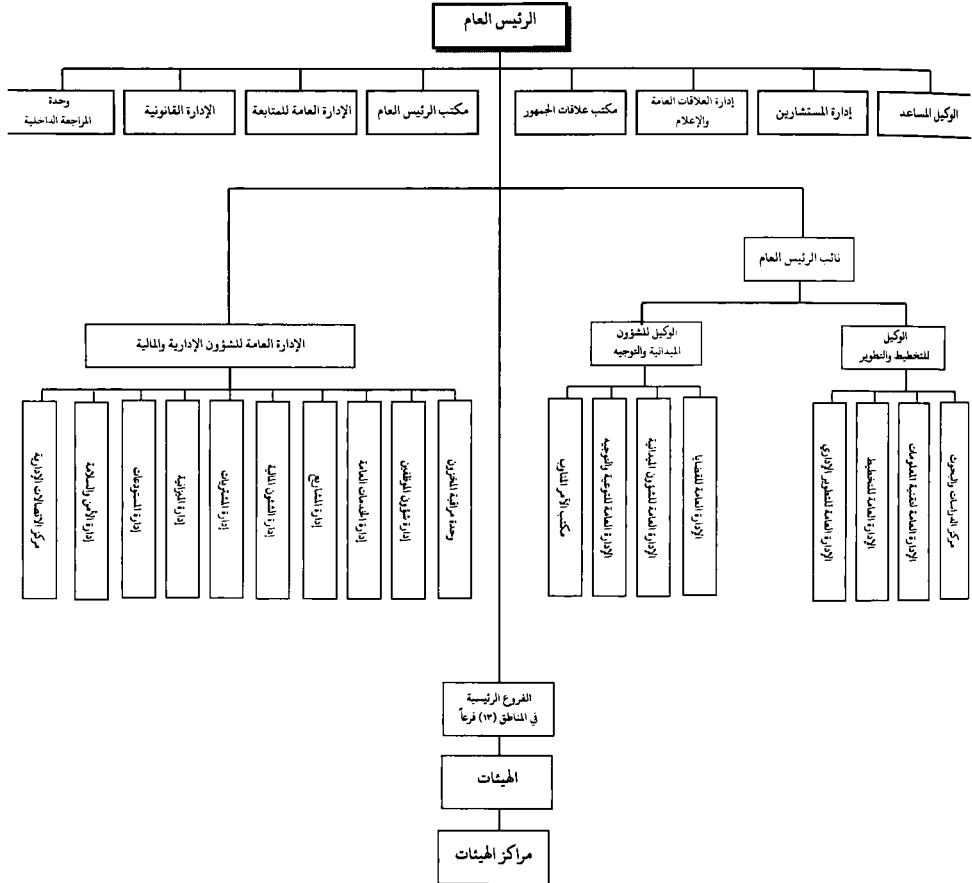 الرئيس العام
الوكيل المساعد
إدارة المستشارين
إدارة العلاقات العامة
والإعلام
مكتب علاقات الجمهور
مكتب الرئيس العام
الإدارة العامة للمتابعة
الإدارة القانونية
وحدة
المراجعة الداخلية
نائب الرئيس العام
الوكيل
للتخطيط والتطوير
الوكيل للشؤون
الميدانية والتوجيه
الإدارة العامة للشؤون الإدارية والمالية
مركز الدراسات والبحوث
الإدارة العامة لتقنية المعلومات
الإدارة العامة للتخطيط
الإدارة العامة للتطوير الإداري
الإدارة العامة للقضايا
الإدارة العامة للشؤون الميدانية
الإدارة العامة للتوعية والتوجيه
مكتب الآمر المناوب
وحدة مراقبة المخزون
إدارة شؤون الموظفين
إدارة الخدمات العامة
إدارة المشاريع
إدارة الشئون المالية
إدارة المشتريات
إدارة الميزانية
إدارة المستودعات
إدارة الأمن والسلامة
مركز الاتصالات الإدارية
الفروع الرئيسية
في المناطق (١٣) فرعاً
الهيئات
مراكز الهيئات